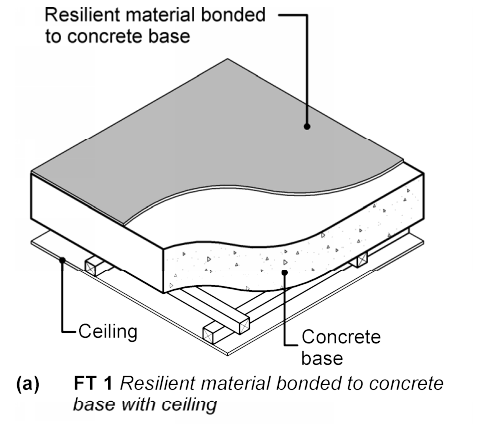 Resilient material bonded
to concrete base
Ceiling
Concrete
base
(a) FT 1 Resilient material bonded to concrete
base with ceiling